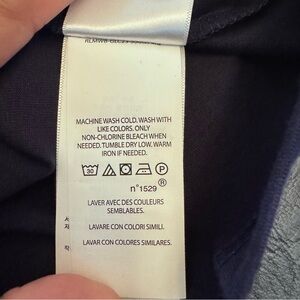 MACHINE WASH COLD. WASH WITH
LIKE COLORS. ONLY
NON-CHLORINE BLEACH WHEN
NEEDED. TUMBLE DRY LOW. WARM
IRON IF NEEDED.
30
®
n°1529
LAVER AVEC DES COULEURS
SEMBLABLES.
LAVARE CON COLORI SIMILI.
LAVAR CON COLORES SIMILARES.